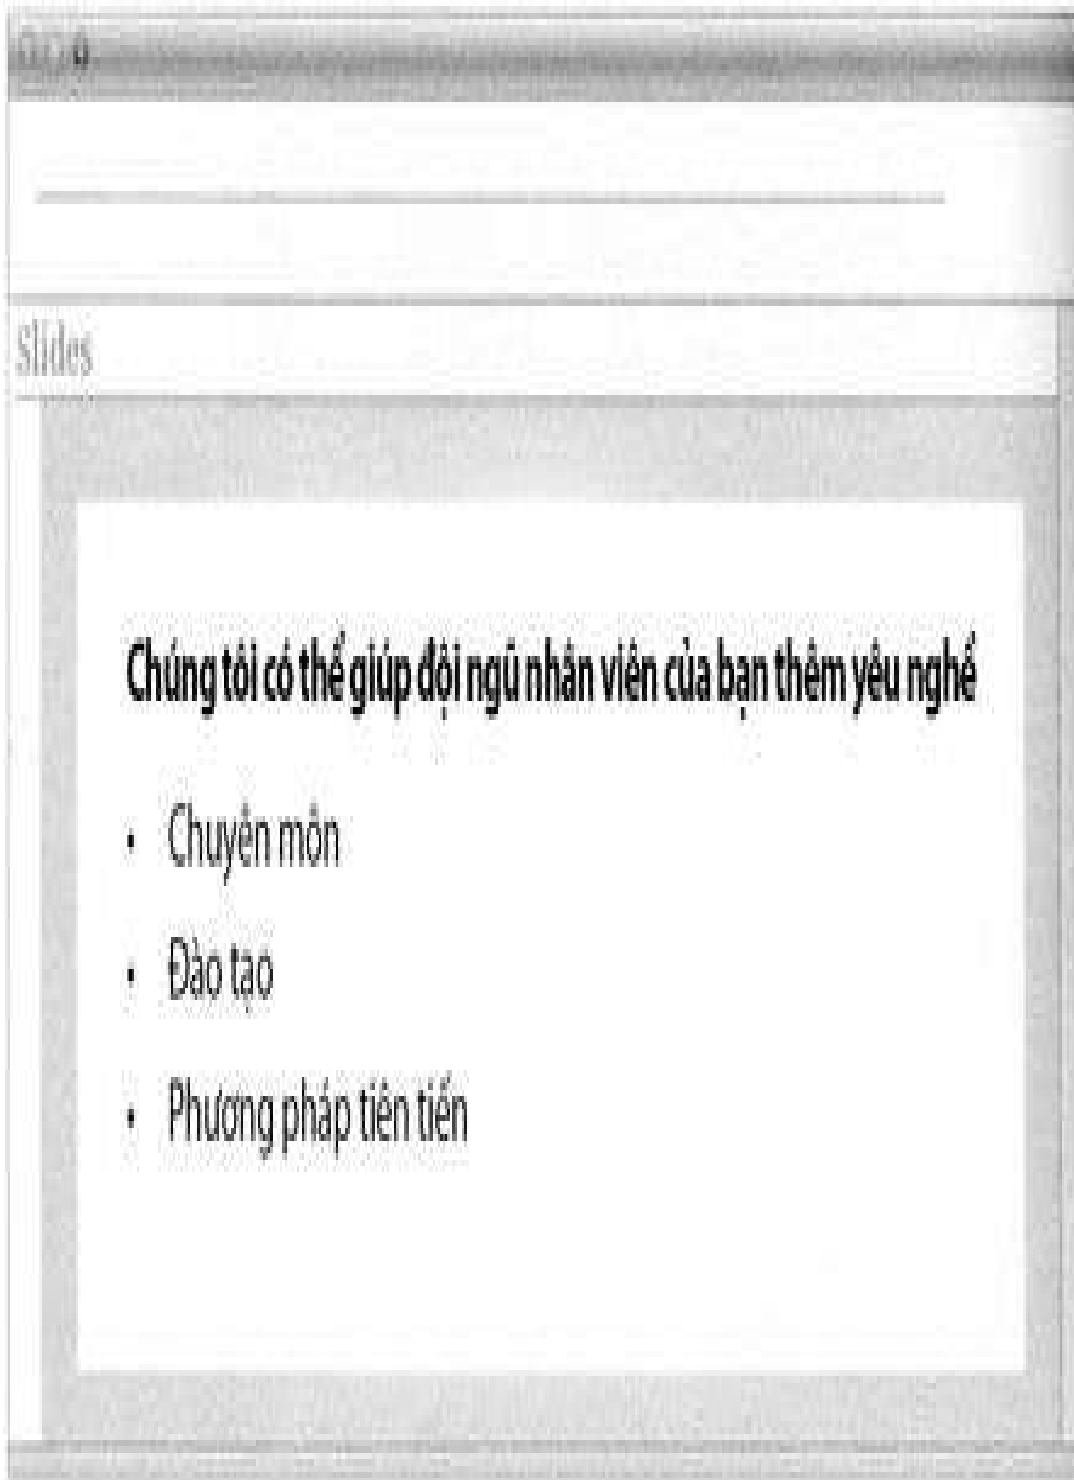 Slides
Chúng tôi có thể giúp đội ngũ nhân viên của bạn thêm yêu nghề
• Chuyên môn
• Đào tạo
• Phương pháp tiên tiến